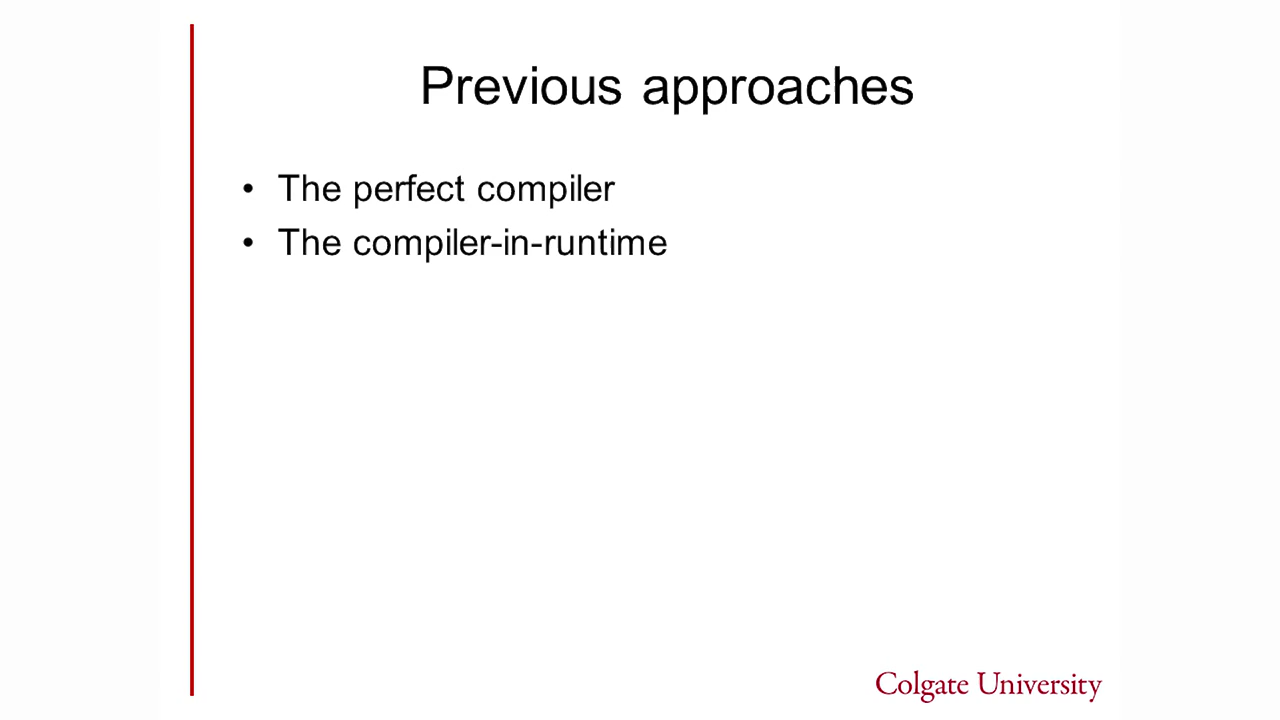 Previous approaches
• The perfect compiler
• The compiler-in-runtime
Colgate University